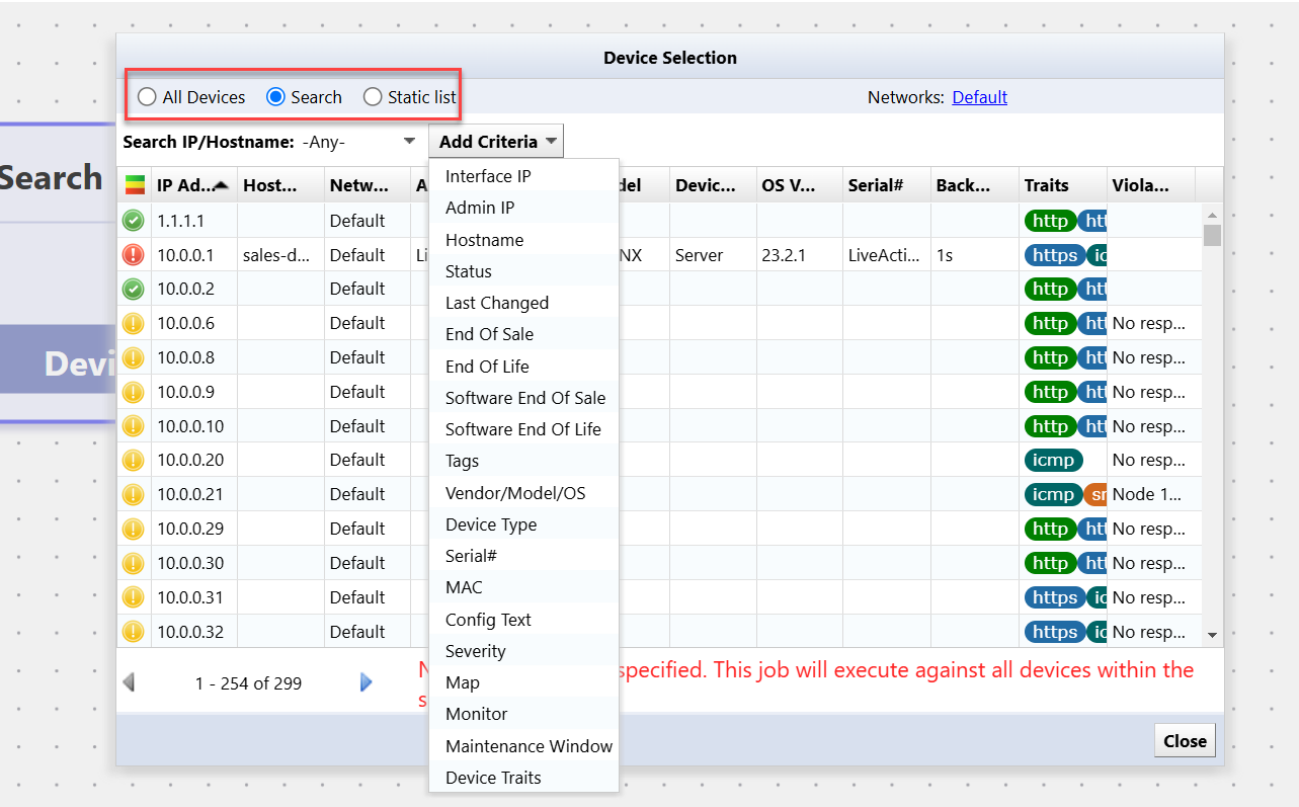 Device Selection
All Devices Search Static list Networks: Default
Search IP/Hostname: -Any- Add Criteria
Search
IP Ad... Host... Netw... Devic... OS V... Serial# Back... Traits Viola...
Interface IP
Admin IP
Hostname
Status
Last Changed
End Of Sale
End Of Life
Software End Of Sale
Software End Of Life
Tags
Vendor/Model/OS
Device Type
Serial#
MAC
Config Text
Severity
Map
Monitor
Maintenance Window
Device Traits
1.1.1.1 Default http
10.0.0.1 sales-d... Default NX Server 23.2.1 LiveActi... 1s https
10.0.0.2 Default http
10.0.0.6 Default http No resp...
10.0.0.8 Default http No resp...
10.0.0.9 Default http No resp...
10.0.0.10 Default http No resp...
10.0.0.20 Default icmp No resp...
10.0.0.21 Default icmp Node 1...
10.0.0.29 Default http No resp...
10.0.0.30 Default http No resp...
10.0.0.31 Default https No resp...
10.0.0.32 Default https No resp...
Devi
1 - 254 of 299
specified. This job will execute against all devices within the
Close